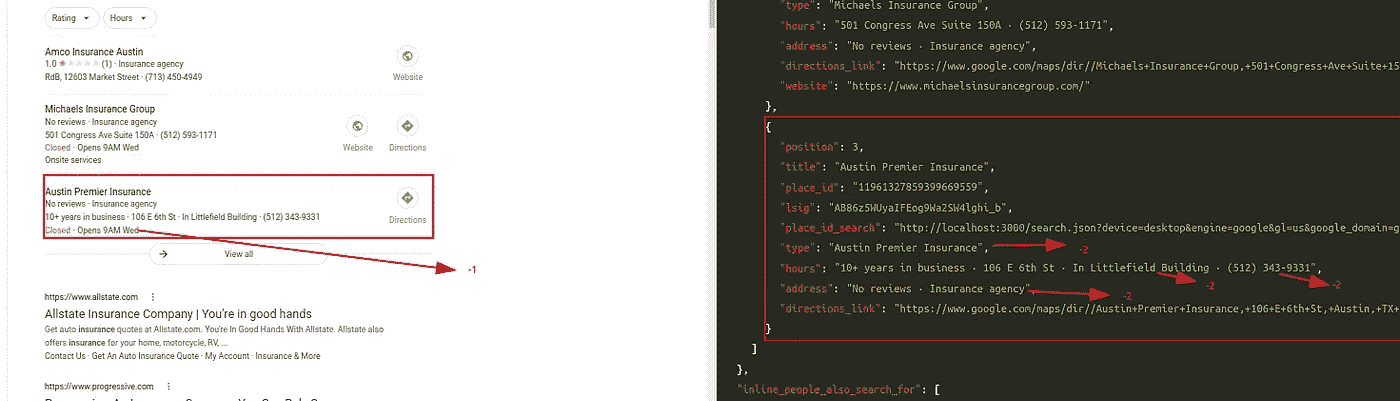 Rating
Hours
Amco Insurance Austin
1.0 (1) · Insurance agency
RdB, 12603 Market Street · (713) 450-4949
Website
Michaels Insurance Group
No reviews · Insurance agency
501 Congress Ave Suite 150A · (512) 593-1171
Closed · Opens 9AM Wed
Onsite services
Website
Directions
Austin Premier Insurance
No reviews · Insurance agency
10+ years in business · 106 E 6th St · In Littlefield Building · (512) 343-9331
Closed · Opens 9AM Wed
Directions
-1
View all
https://www.allstate.com
Allstate Insurance Company | You're in good hands
Get auto insurance quotes at Allstate.com. You're In Good Hands With Allstate. Allstate also
offers insurance for your home, motorcycle, RV, ...
Contact Us · Get An Auto Insurance Quote · My Account · Insurance & More
https://www.progressive.com
"type": "Michaels Insurance Group",
"hours": "501 Congress Ave Suite 150A · (512) 593-1171",
"address": "No reviews · Insurance agency",
"directions_link": "https://www.google.com/maps/dir//Michaels+Insurance+Group,+501+Congress+Ave+Suite+15
"website": "https://www.michaelsinsurancegroup.com/"
},
{
"position": 3,
"title": "Austin Premier Insurance",
"place_id": "11961327859399669559",
"lsig": "AB86z5WUyaIFEog9Wa2SW4lghi_b",
"place_id_search": "http://localhost:3000/search.json?device=desktop&engine=google&gl=us&google_domain=g
"type": "Austin Premier Insurance",
-2
"hours": "10+ years in business · 106 E 6th St · In Littlefield Building · (512) 343-9331",
-2
-2
"address": "No reviews · Insurance agency",
-2
"directions_link": "https://www.google.com/maps/dir//Austin+Premier+Insurance,+106+E+6th+St,+Austin,+TX+
}
]
},
"inline_people_also_search_for": [